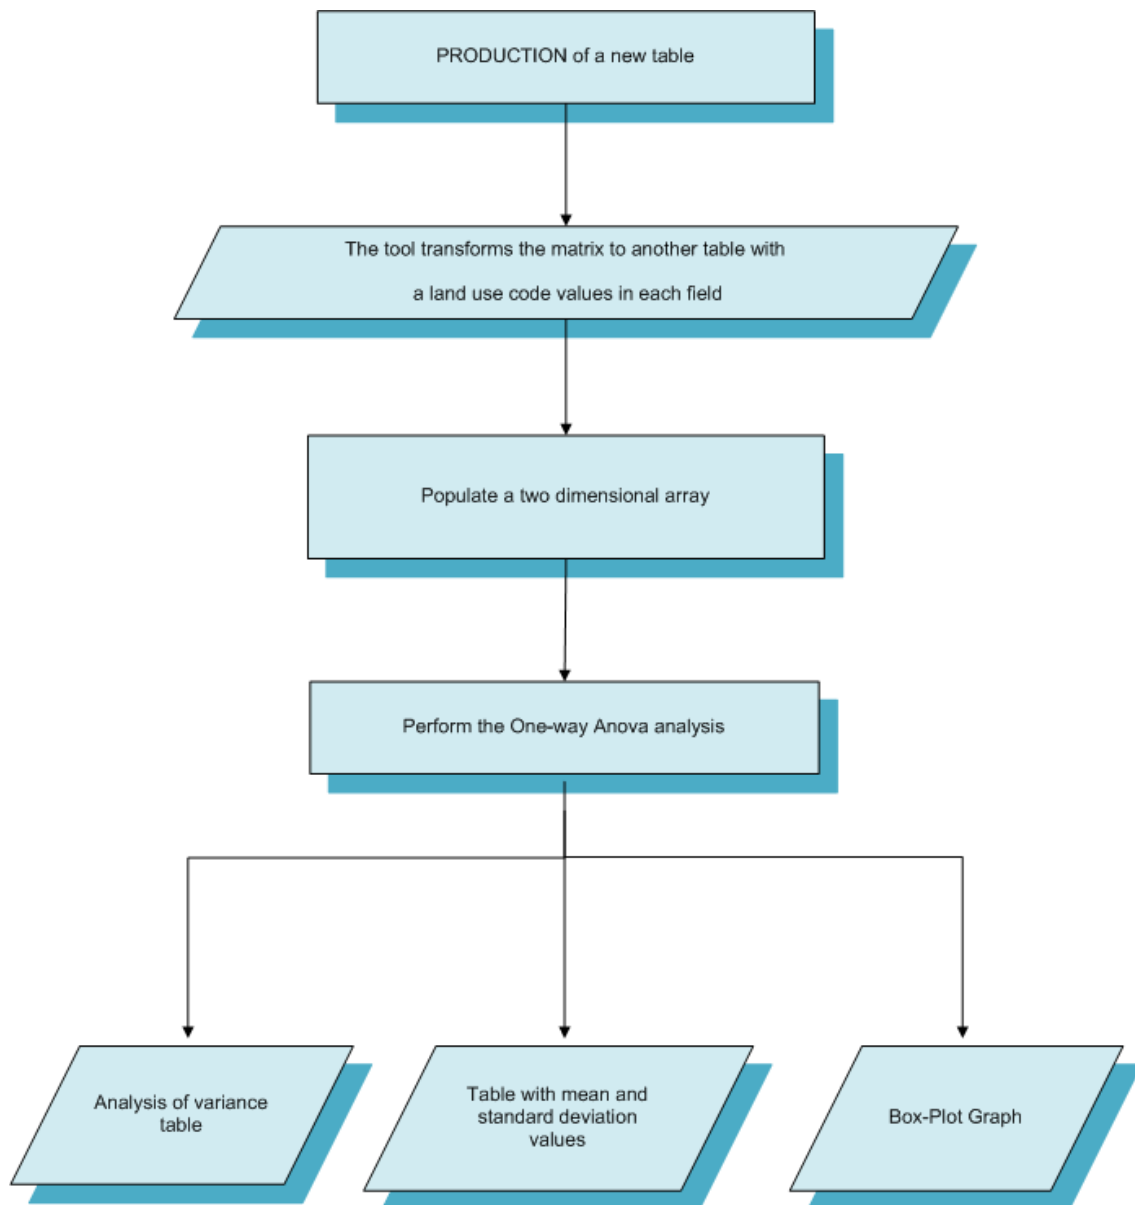 PRODUCTION of a new table
The tool transforms the matrix to another table with
a land use code values in each field
Populate a two dimensional array
Perform the One-way Anova analysis
Analysis of variance
table
Table with mean and
standard deviation
values
Box-Plot Graph